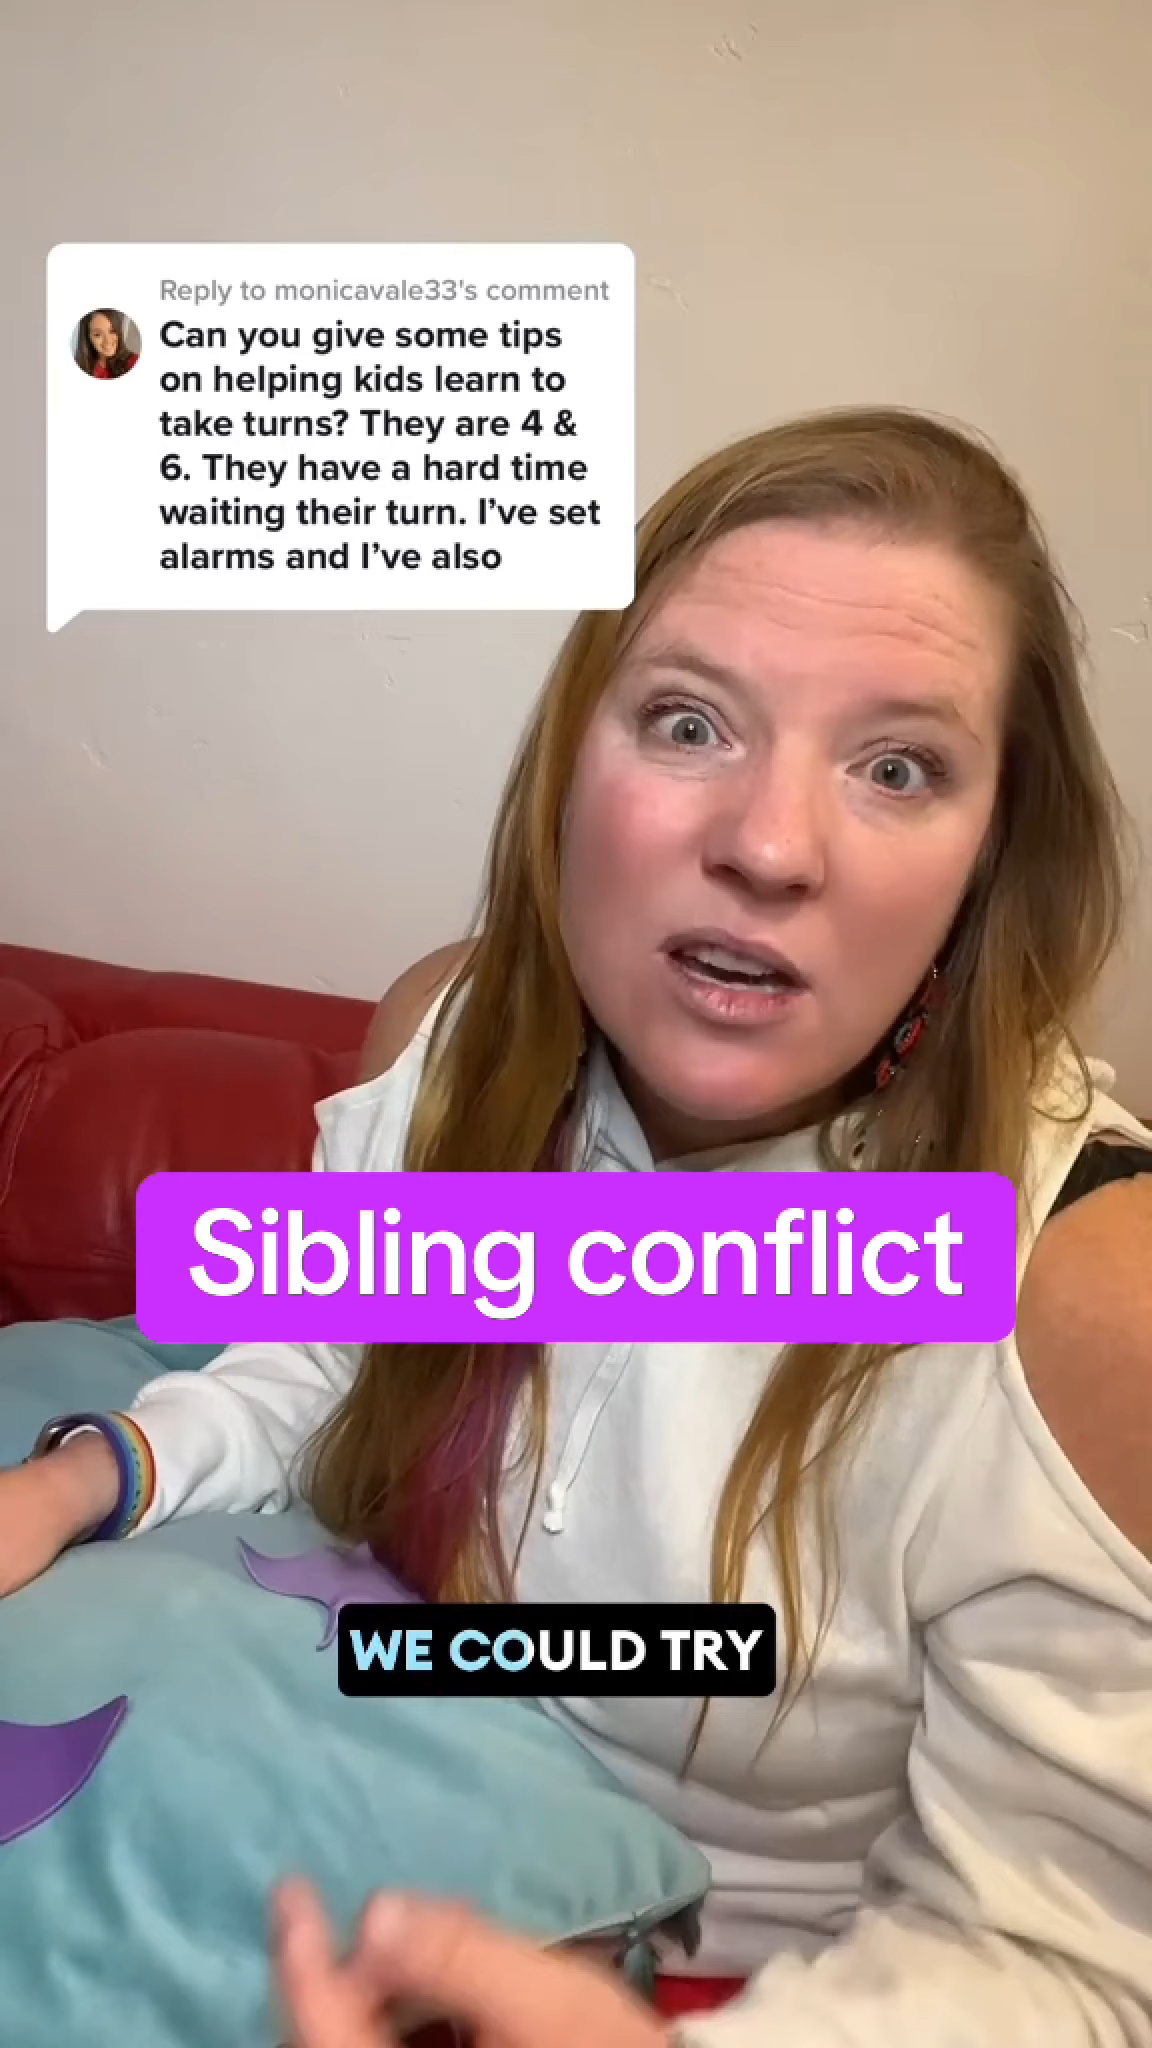 Reply to monicavale33's comment
Can you give some tips
on helping kids learn to
take turns? They are 4 &
6. They have a hard time
waiting their turn. I've set
alarms and I've also
Sibling conflict
WE COULD TRY